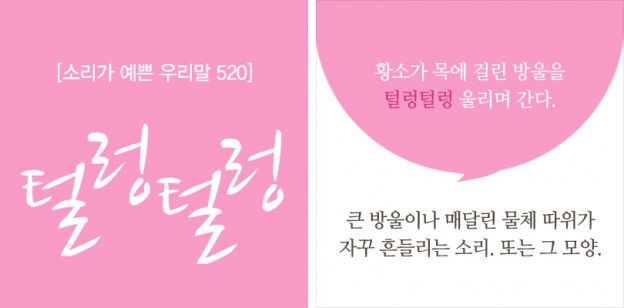 [소리가 예쁜 우리말 520]
털렁털렁
황소가 목에 걸린 방울을
털렁털렁 울리며 간다.
큰 방울이나 매달린 물체 따위가
자꾸 흔들리는 소리. 또는 그 모양.